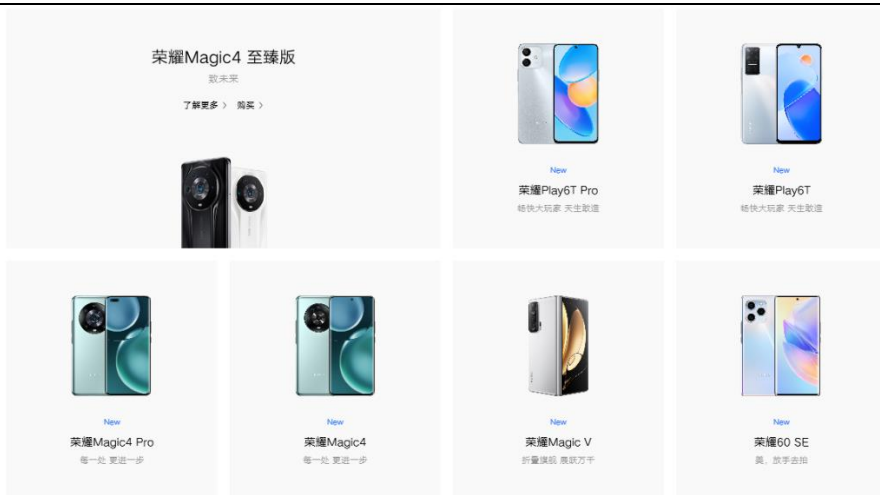 荣耀Magic4 至臻版
致未来
了解更多 > 购买 >
New
荣耀Play6T Pro
畅快大玩家 天生敢造
New
荣耀Play6T
畅快大玩家 天生敢造
New
荣耀Magic4 Pro
每一处 更进一步
New
荣耀Magic4
每一处 更进一步
New
荣耀Magic V
折叠旗舰 展跃万千
New
荣耀60 SE
美，放手去拍